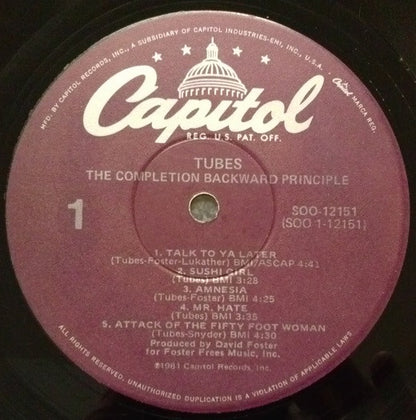 MFD. BY CAPITOL RECORDS, INC., A SUBSIDIARY OF CAPITOL INDUSTRIES-EMI, INC.,
Capitol MARCA REG.
Capitol
REG. U.S. PAT. OFF.
TUBES
THE COMPLETION BACKWARD PRINCIPLE
1
SOO-12151
(SOO 1-12151)
1. TALK TO YA LATER
(Tubes-Foster-Lukather) BMI/ASCAP 4:41
2. SUSHI GIRL
(Tubes) BMI 3:28
3. AMNESIA
(Tubes-Foster) BMI 4:25
4. MR. HATE
(Tubes) BMI 3:35
5. ATTACK OF THE FIFTY FOOT WOMAN
(Tubes-Snyder) BMI 4:30
Produced by David Foster
for Foster Frees Music, Inc.
℗1981 Capitol Records, Inc.
UNAUTHORIZED DUPLICATION IS A VIOLATION OF APPLICABLE LAWS